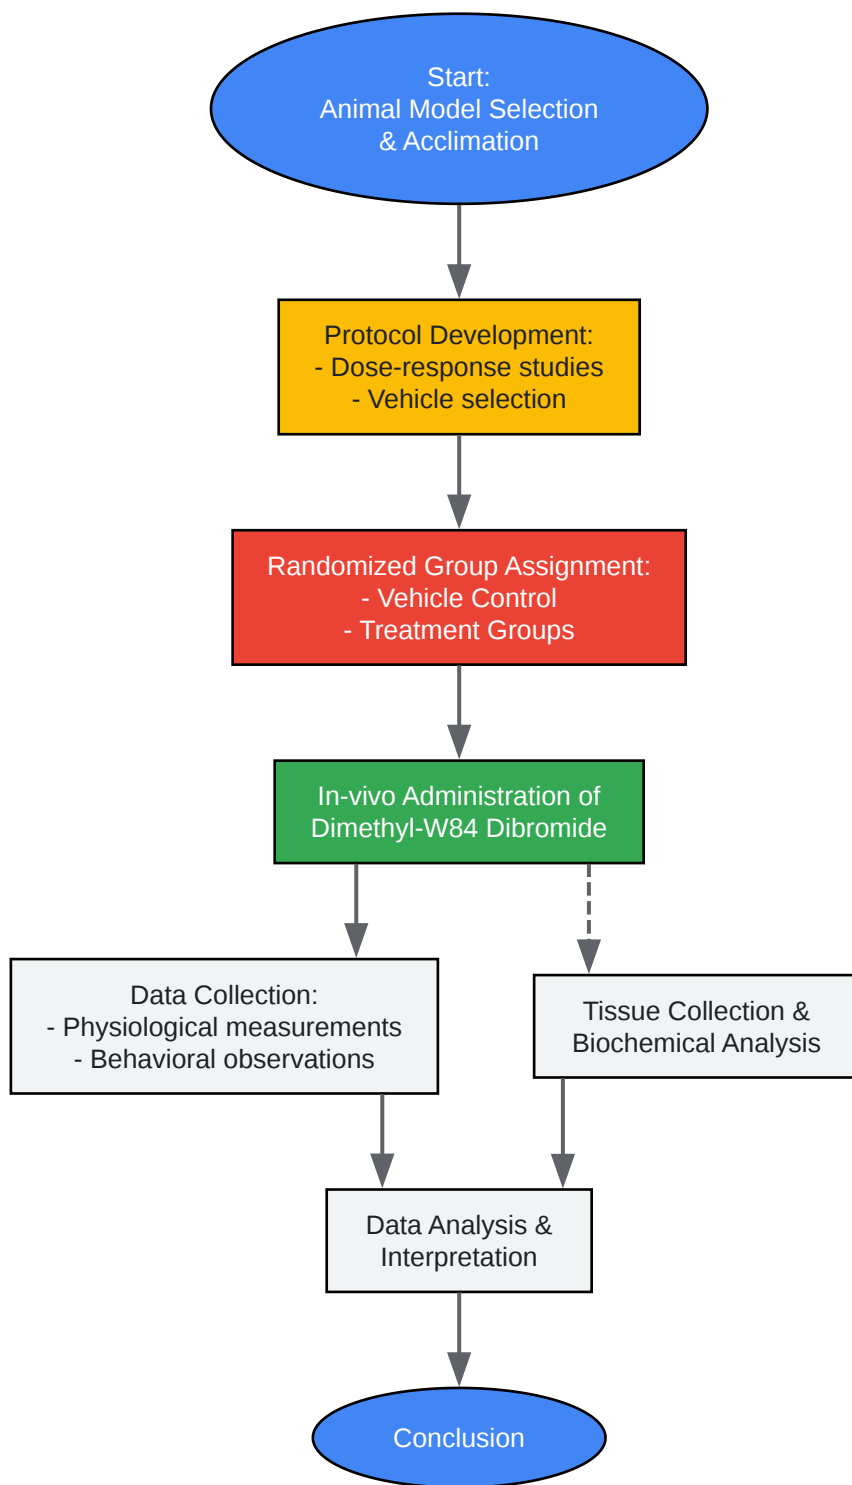 Start:
Animal Model Selection
& Acclimation
Protocol Development:
- Dose-response studies
- Vehicle selection
Randomized Group Assignment:
- Vehicle Control
- Treatment Groups
In-vivo Administration of
Dimethyl-W84 Dibromide
Data Collection:
- Physiological measurements
- Behavioral observations
Tissue Collection &
Biochemical Analysis
Data Analysis &
Interpretation
Conclusion